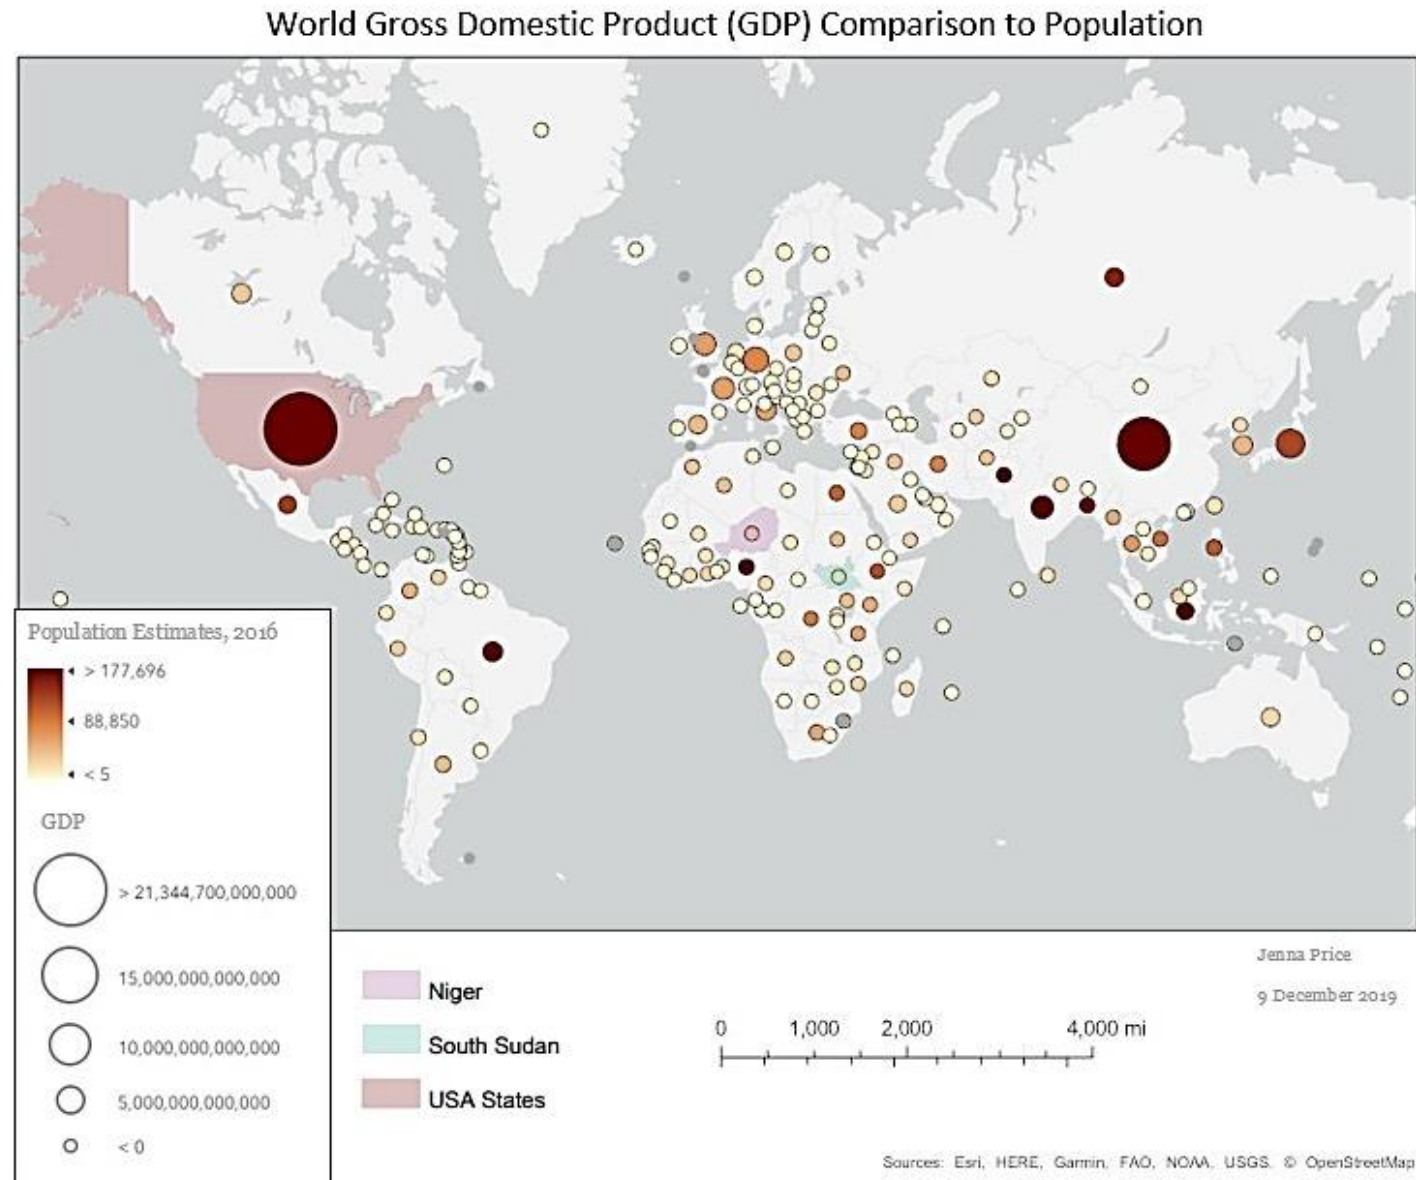 World Gross Domestic Product (GDP) Comparison to Population
Population Estimates, 2016
> 177,696
88,850
< 5
GDP
> 21,344,700,000,000
15,000,000,000,000
10,000,000,000,000
5,000,000,000,000
< 0
Niger
South Sudan
USA States
0 1,000 2,000 4,000 mi
Jenna Price
9 December 2019
Sources: Esri, HERE, Garmin, FAO, NOAA, USGS, © OpenStreetMap